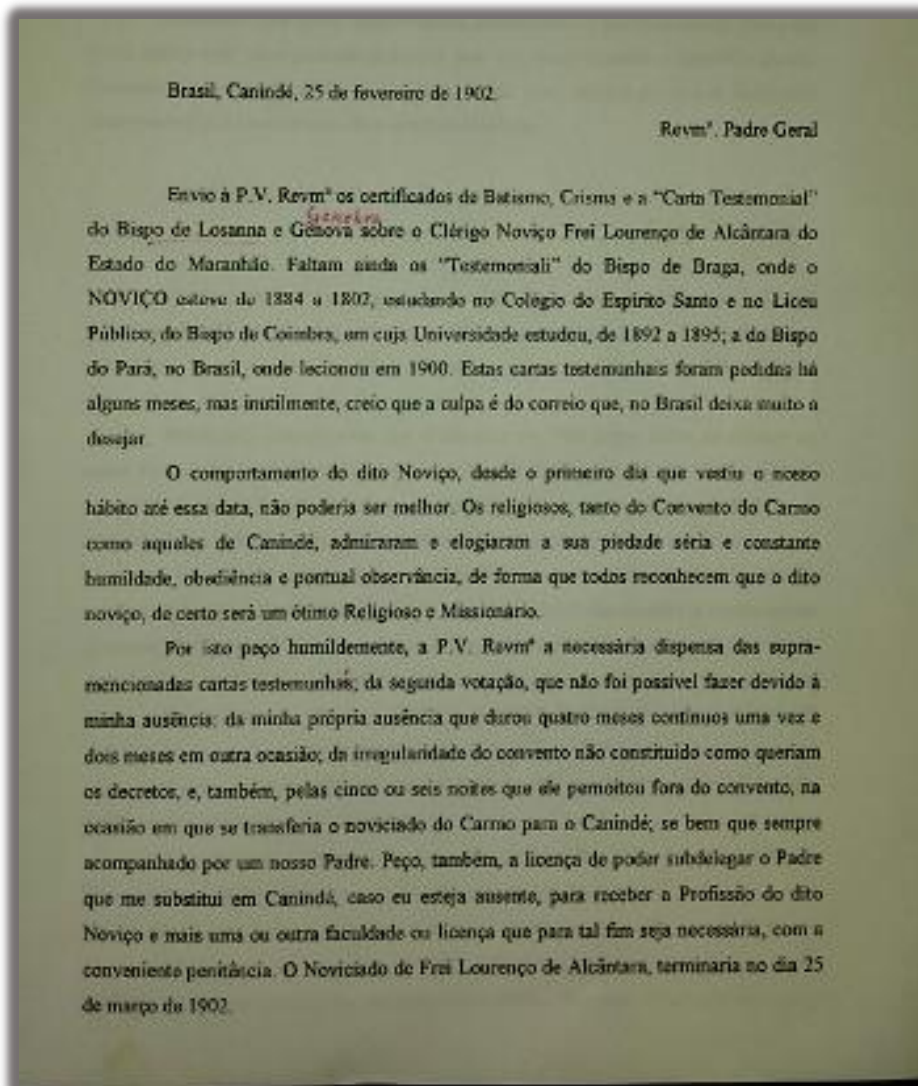 Brasil, Canindé, 25 de fevereiro de 1902.
Revmª. Padre Geral
Envio à P.V. Revmª os certificados de Batismo, Crisma e a "Carta Testemonial"
Genebra
do Bispo de Losanna e Gênova sobre o Clérigo Noviço Frei Lourenço de Alcântara do
Estado do Maranhão. Faltam ainda os "Testemoniali" do Bispo de Braga, onde o
NOVIÇO esteve de 1884 a 1802, estudando no Colégio do Espírito Santo e no Liceu
Público, do Bispo de Coimbra, em cuja Universidade estudou, de 1892 a 1895; a do Bispo
do Pará, no Brasil, onde lecionou em 1900. Estas cartas testemunhais foram pedidas há
alguns meses, mas inutilmente, creio que a culpa é do correio que, no Brasil deixa muito a
desejar
O comportamento do dito Noviço, desde o primeiro dia que vestiu o nosso
hábito até essa data, não poderia ser melhor. Os religiosos, tanto do Convento do Carmo
como aqueles de Canindé, admiraram e elogiaram a sua piedade séria e constante
humildade, obediência e pontual observância, de forma que todos reconhecem que o dito
noviço, de certo será um ótimo Religioso e Missionário.
Por isto peço humildemente, a P.V. Revmª a necessária dispensa das supra-
mencionadas cartas testemunhais; da segunda votação, que não foi possível fazer devido à
minha ausência; da minha própria ausência que durou quatro meses contínuos uma vez e
dois meses em outra ocasião; da irregularidade do convento não constituído como queriam
os decretos, e, também, pelas cinco ou seis noites que ele pernoitou fora do convento, na
ocasião em que se transferia o noviciado do Carmo para o Canindé; se bem que sempre
acompanhado por um nosso Padre. Peço, também, a licença de poder subdelegar o Padre
que me substitui em Canindé, caso eu esteja ausente, para receber a Profissão do dito
Noviço e mais uma ou outra faculdade ou licença que para tal fim seja necessária, com a
conveniente penitância. O Noviciado de Frei Lourenço de Alcântara, terminaria no dia 25
de março de 1902.